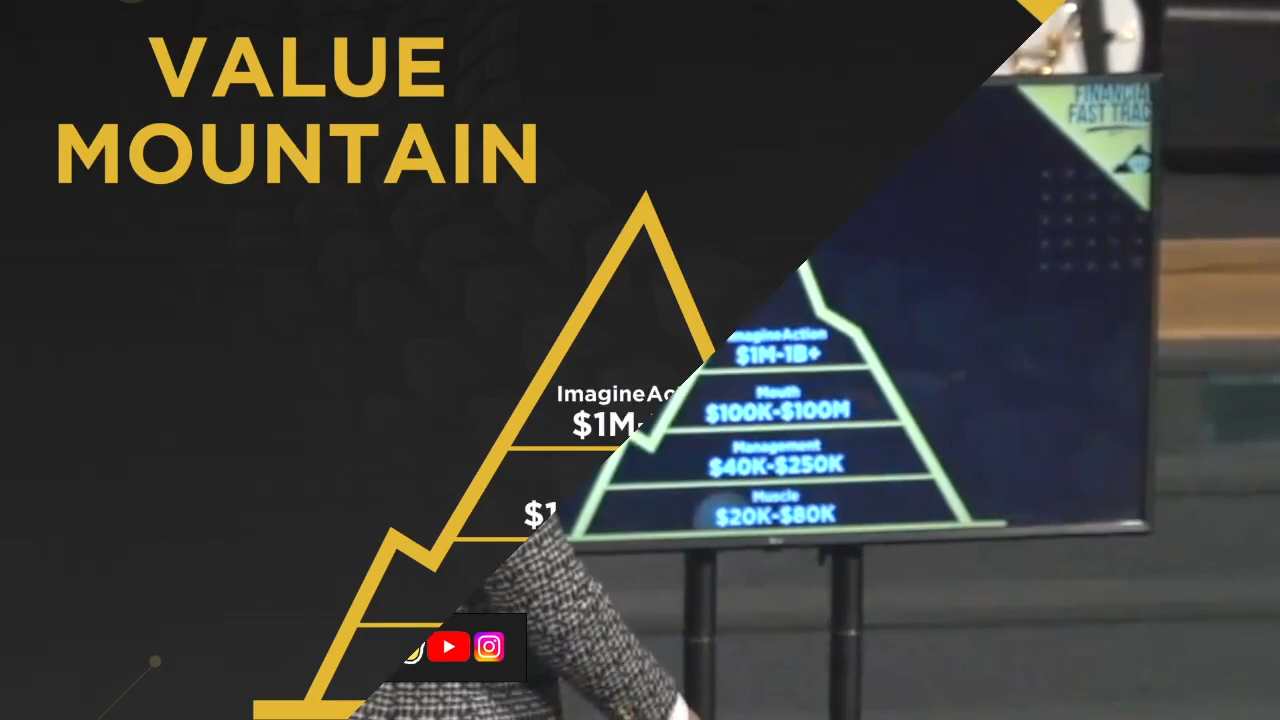 VALUE
MOUNTAIN
ImagineAc
$1M-
$1
FINANCIA
FAST TRAC
ImagineAction
$1M-1B+
Mouth
$100K-$100M
Management
$40K-$250K
Muscle
$20K-$80K